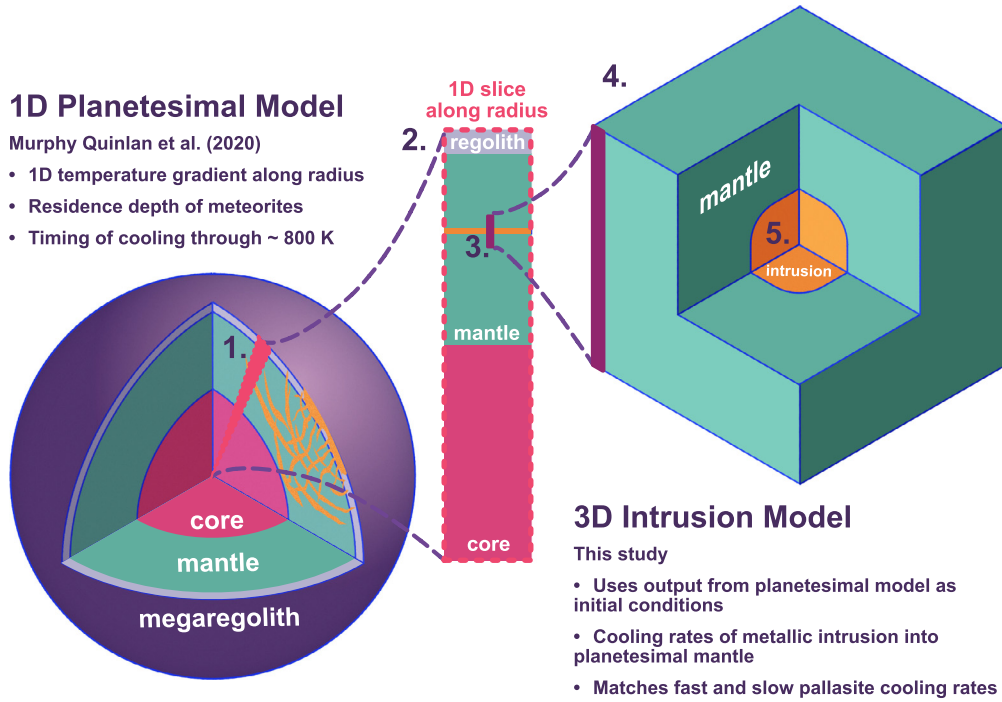 1D Planetesimal Model
Murphy Quinlan et al. (2020)
• 1D temperature gradient along radius
• Residence depth of meteorites
• Timing of cooling through ~ 800 K
1.
core
mantle
megaregolith
1D slice
along radius
2.
regolith
3.
mantle
core
4.
mantle
5.
intrusion
3D Intrusion Model
This study
• Uses output from planetesimal model as
initial conditions
• Cooling rates of metallic intrusion into
planetesimal mantle
• Matches fast and slow pallasite cooling rates